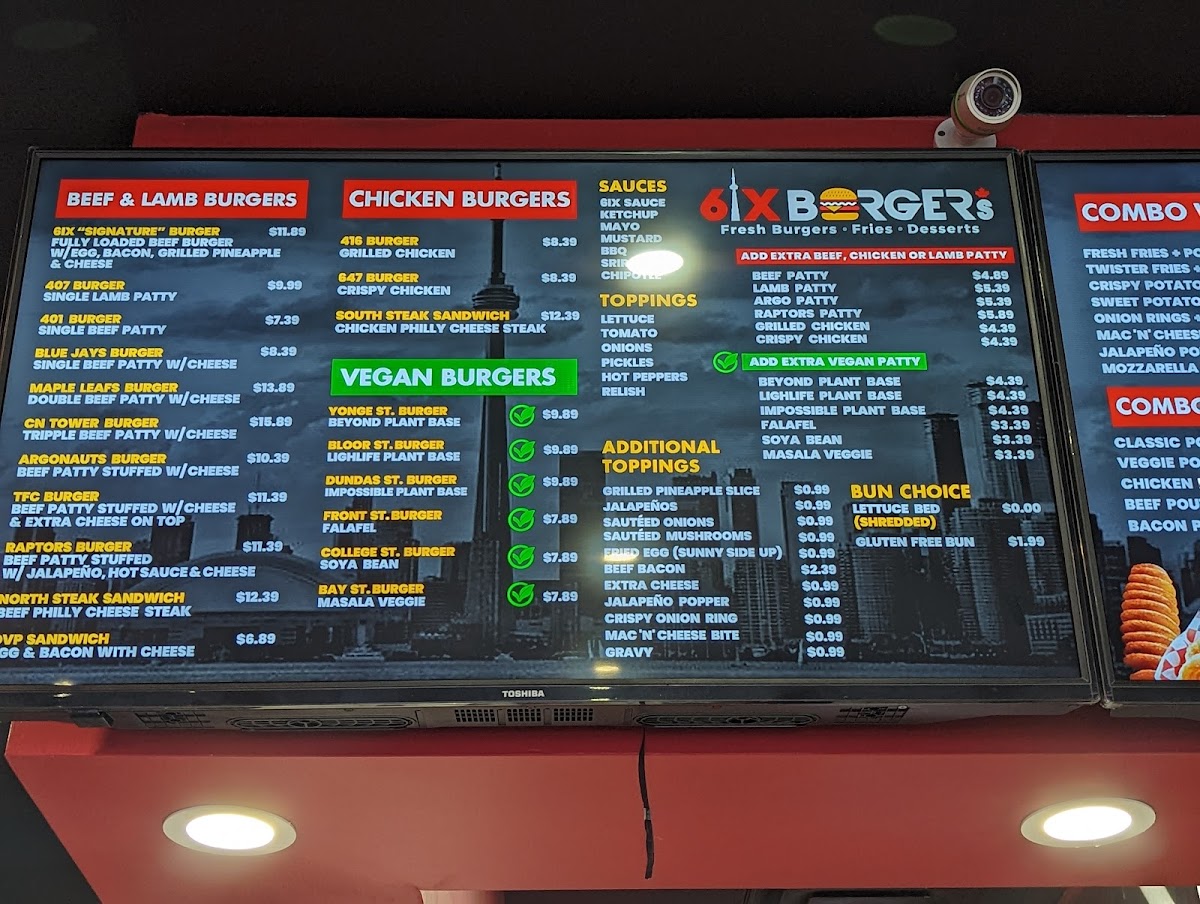 BEEF & LAMB BURGERS
6IX "SIGNATURE" BURGER $11.89
FULLY LOADED BEEF BURGER
W/EGG, BACON, GRILLED PINEAPPLE
& CHEESE
407 BURGER $9.99
SINGLE LAMB PATTY
401 BURGER $7.39
SINGLE BEEF PATTY
BLUE JAYS BURGER $8.39
SINGLE BEEF PATTY W/CHEESE
MAPLE LEAFS BURGER $13.89
DOUBLE BEEF PATTY W/CHEESE
CN TOWER BURGER $15.89
TRIPPLE BEEF PATTY W/CHEESE
ARGONAUTS BURGER $10.39
BEEF PATTY STUFFED W/CHEESE
TFC BURGER $11.39
BEEF PATTY STUFFED W/CHEESE
& EXTRA CHEESE ON TOP
RAPTORS BURGER $11.39
BEEF PATTY STUFFED
W/JALAPEÑO, HOT SAUCE & CHEESE
NORTH STEAK SANDWICH $12.39
BEEF PHILLY CHEESE STEAK
DVP SANDWICH $6.89
EGG & BACON WITH CHEESE
CHICKEN BURGERS
416 BURGER $8.39
GRILLED CHICKEN
647 BURGER $8.39
CRISPY CHICKEN
SOUTH STEAK SANDWICH $12.39
CHICKEN PHILLY CHEESE STEAK
VEGAN BURGERS
YONGE ST. BURGER $9.89
BEYOND PLANT BASE
BLOOR ST. BURGER $9.89
LIGHLIFE PLANT BASE
DUNDAS ST. BURGER $9.89
IMPOSSIBLE PLANT BASE
FRONT ST. BURGER $7.89
FALAFEL
COLLEGE ST. BURGER $7.89
SOYA BEAN
BAY ST. BURGER $7.89
MASALA VEGGIE
SAUCES
6IX SAUCE
KETCHUP
MAYO
MUSTARD
BBQ
TOPPINGS
LETTUCE
TOMATO
ONIONS
PICKLES
HOT PEPPERS
RELISH
ADDITIONAL
TOPPINGS
GRILLED PINEAPPLE SLICE $0.99
JALAPEÑOS $0.99
SAUTÉED ONIONS $0.99
SAUTÉED MUSHROOMS $0.99
FRIED EGG (SUNNY SIDE UP) $0.99
BEEF BACON $2.39
EXTRA CHEESE $0.99
JALAPEÑO POPPER $0.99
CRISPY ONION RING $0.99
MAC 'N' CHEESE BITE $0.99
GRAVY $0.99
6IX BURGERs
Fresh Burgers • Fries • Desserts
ADD EXTRA BEEF, CHICKEN OR LAMB PATTY
BEEF PATTY $4.89
LAMB PATTY $5.39
ARGO PATTY $5.39
RAPTORS PATTY $5.89
GRILLED CHICKEN $4.39
CRISPY CHICKEN $4.39
ADD EXTRA VEGAN PATTY
BEYOND PLANT BASE $4.39
LIGHLIFE PLANT BASE $4.39
IMPOSSIBLE PLANT BASE $4.39
FALAFEL $3.39
SOYA BEAN $3.39
MASALA VEGGIE $3.39
BUN CHOICE
LETTUCE BED $0.00
(SHREDDED)
GLUTEN FREE BUN $1.99
TOSHIBA
COMBO
FRESH FRIES +
TWISTER FRIES
CRISPY POTATO
SWEET POTATO
ONION RINGS
MAC 'N' CHEES
JALAPEÑO PO
MOZZARELLA
COMBO
CLASSIC PO
VEGGIE PO
CHICKEN
BEEF POU
BACON